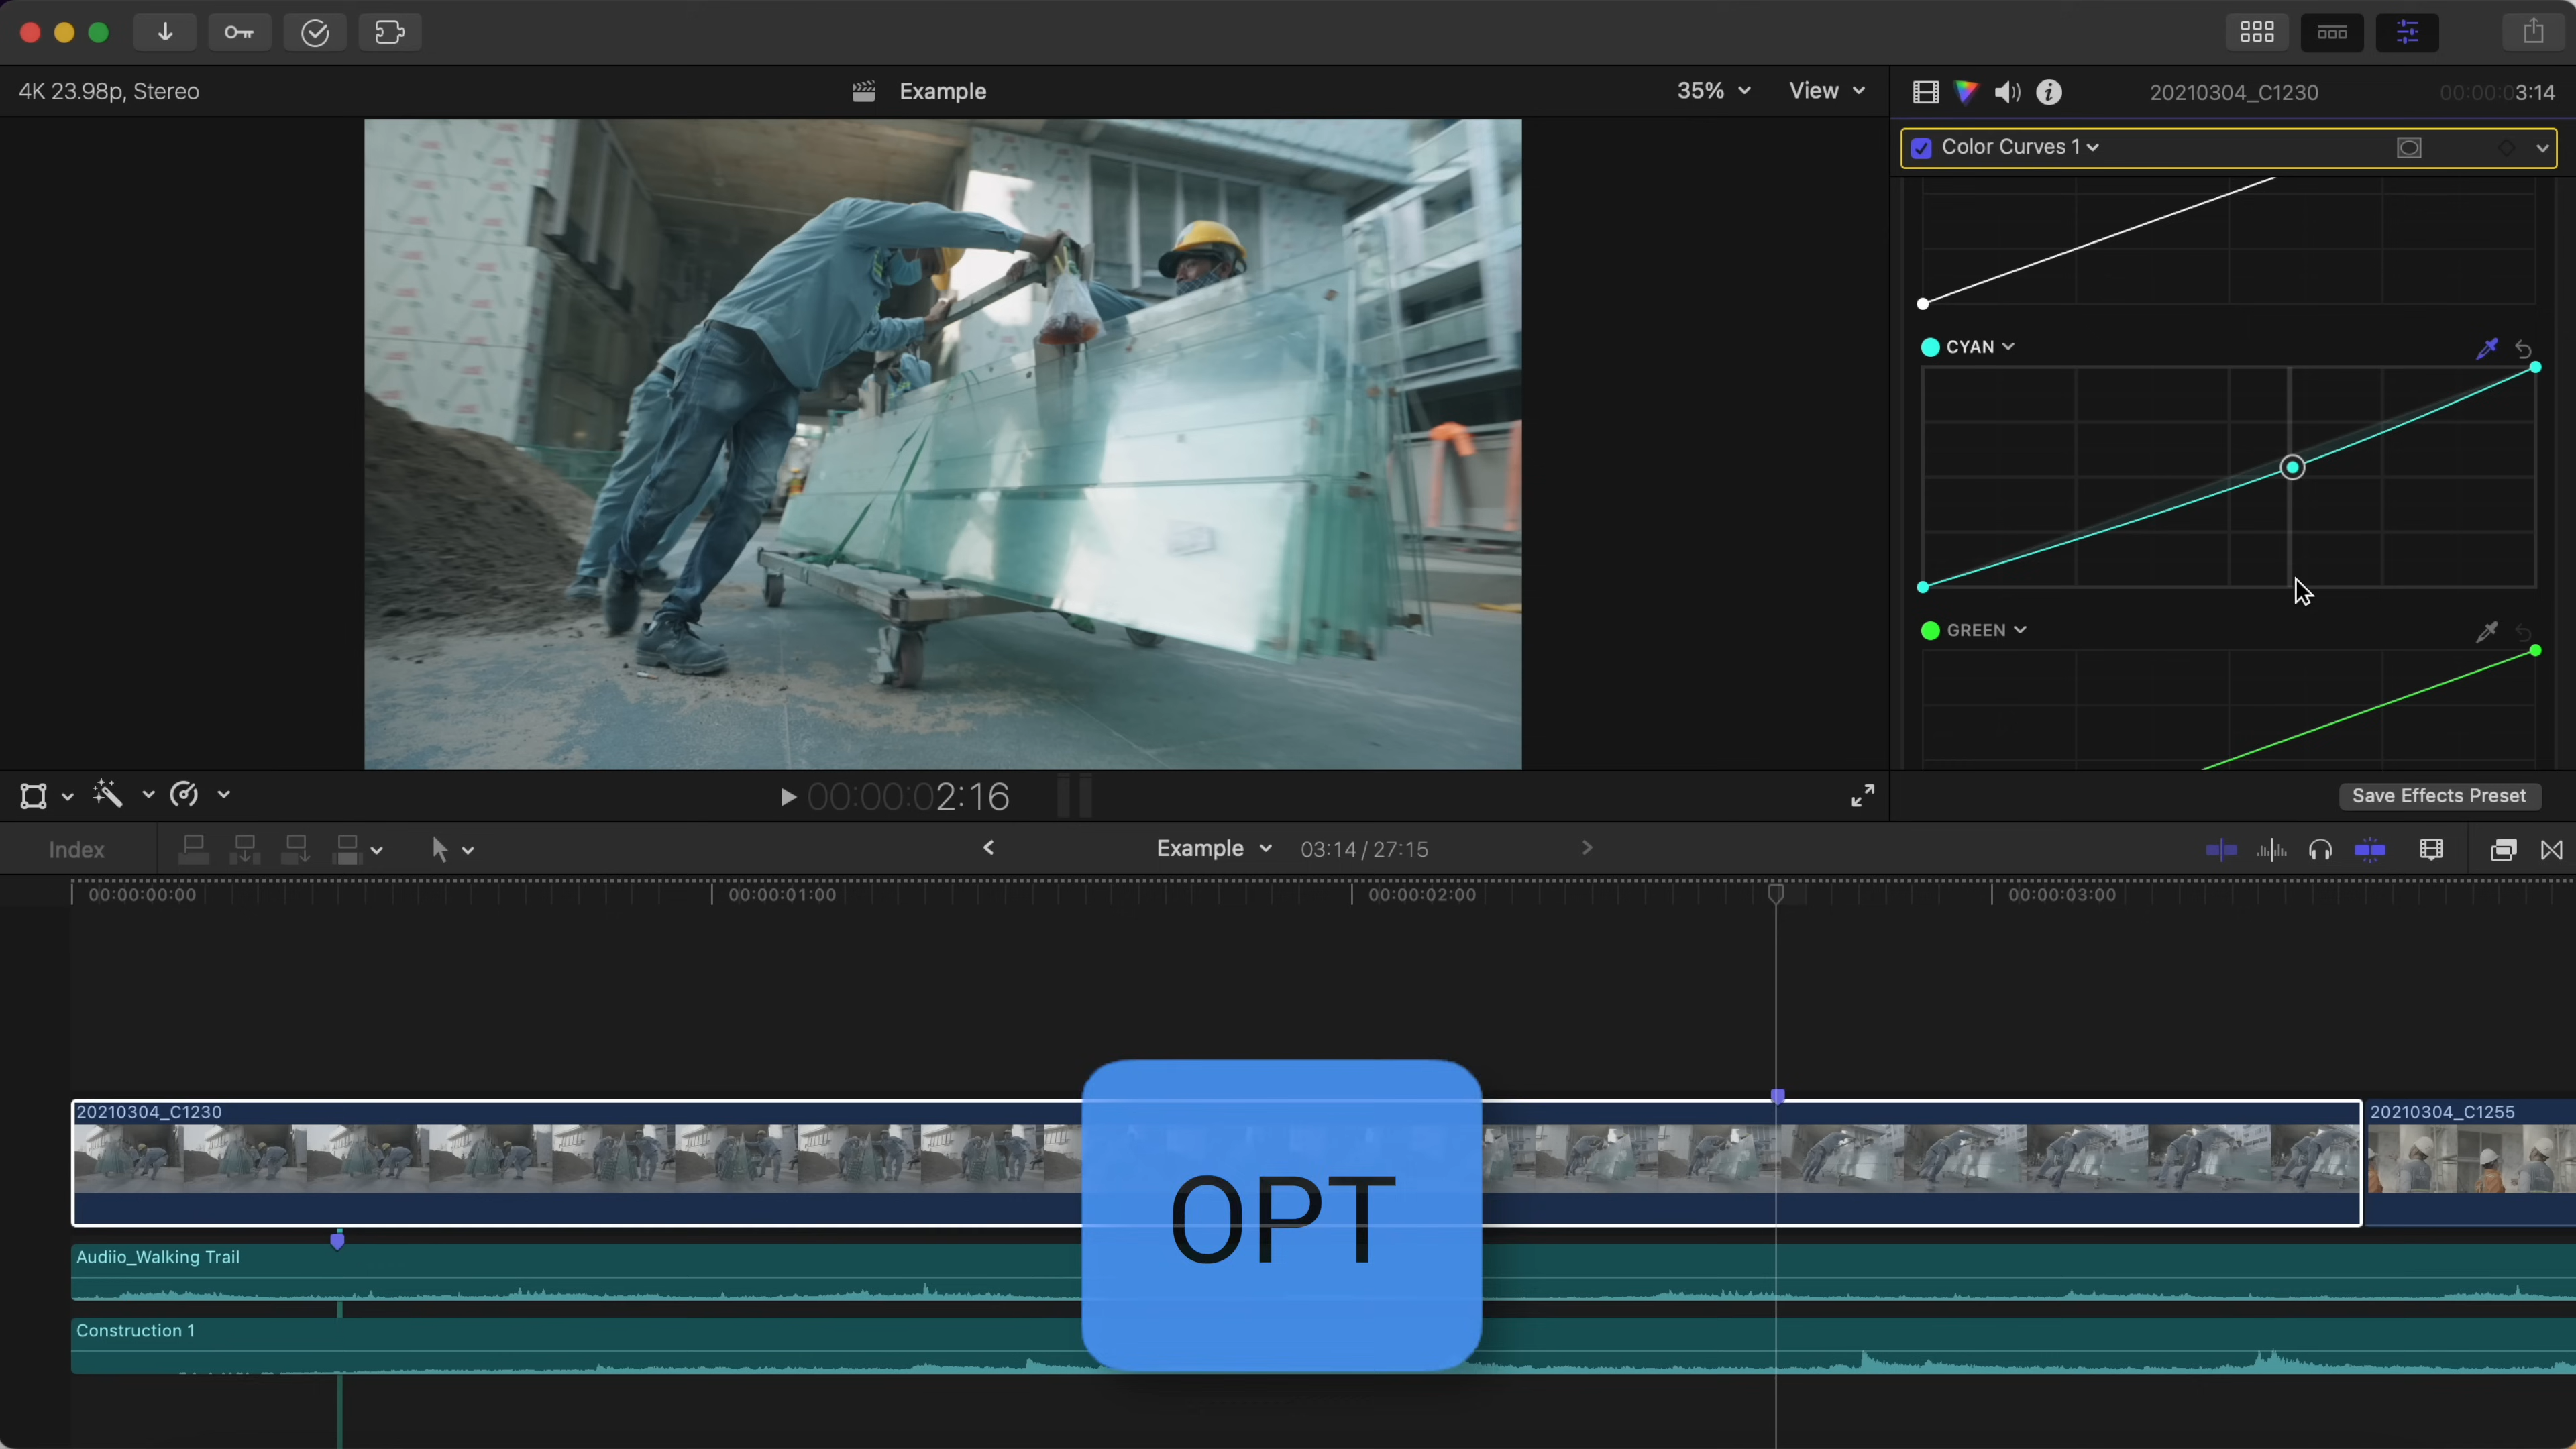 4K 23.98p, Stereo
Example
35%
View
20210304_C1230
00:00:03:14
Color Curves 1
CYAN
GREEN
00:00:02:16
Save Effects Preset
Index
Example
03:14 / 27:15
00:00:00:00
00:00:01:00
00:00:02:00
00:00:03:00
20210304_C1230
20210304_C1255
OPT
Audiio_Walking Trail
Construction 1